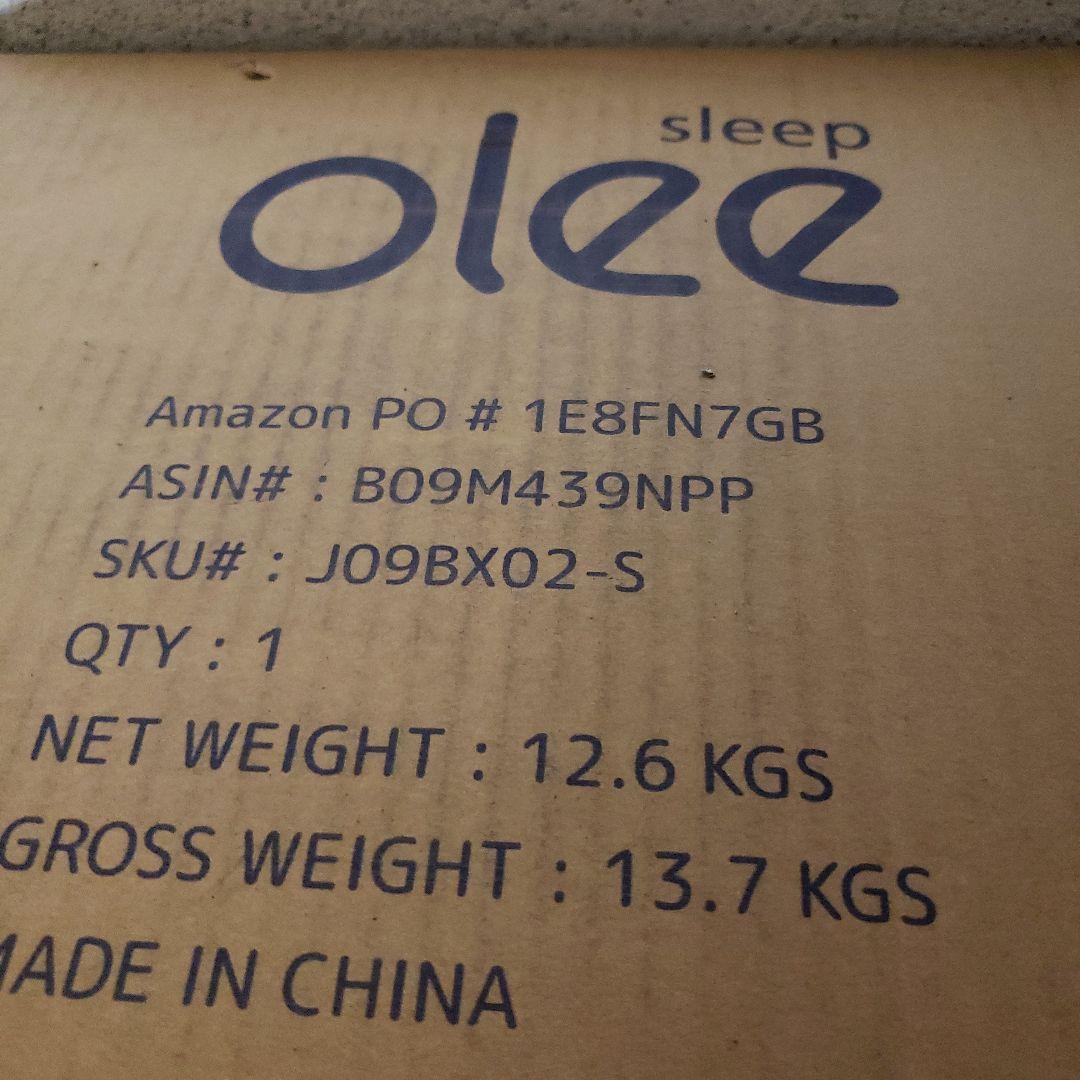 sleep
olee
Amazon PO # 1E8FN7GB
ASIN# : B09M439NPP
SKU# : J09BX02-S
QTY : 1
NET WEIGHT : 12.6 KGS
GROSS WEIGHT : 13.7 KGS
MADE IN CHINA